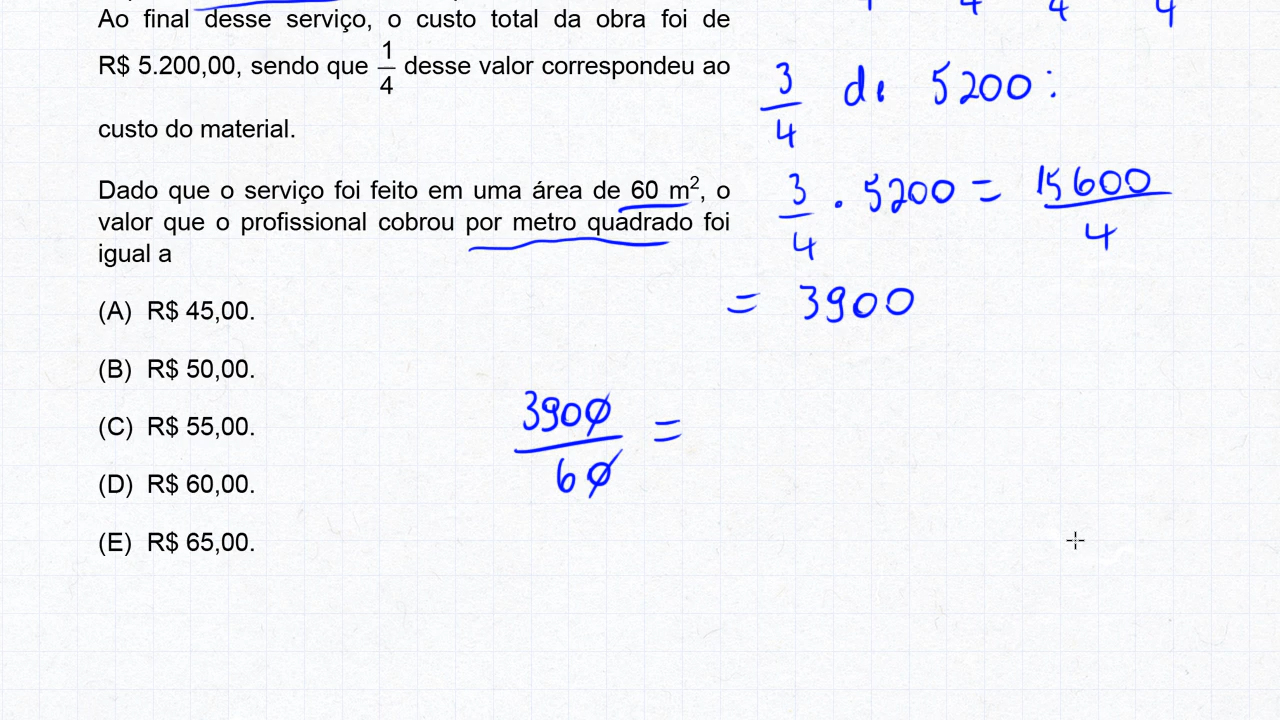 Ao final desse serviço, o custo total da obra foi de
R$ 5.200,00, sendo que 1/4 desse valor correspondeu ao
custo do material.
Dado que o serviço foi feito em uma área de 60 m², o
valor que o profissional cobrou por metro quadrado foi
igual a
(A) R$ 45,00.
(B) R$ 50,00.
(C) R$ 55,00.
(D) R$ 60,00.
(E) R$ 65,00.
4 4 4
3/4 de 5200:
3/4 . 5200 = 15600/4
= 3900
3900/60 =